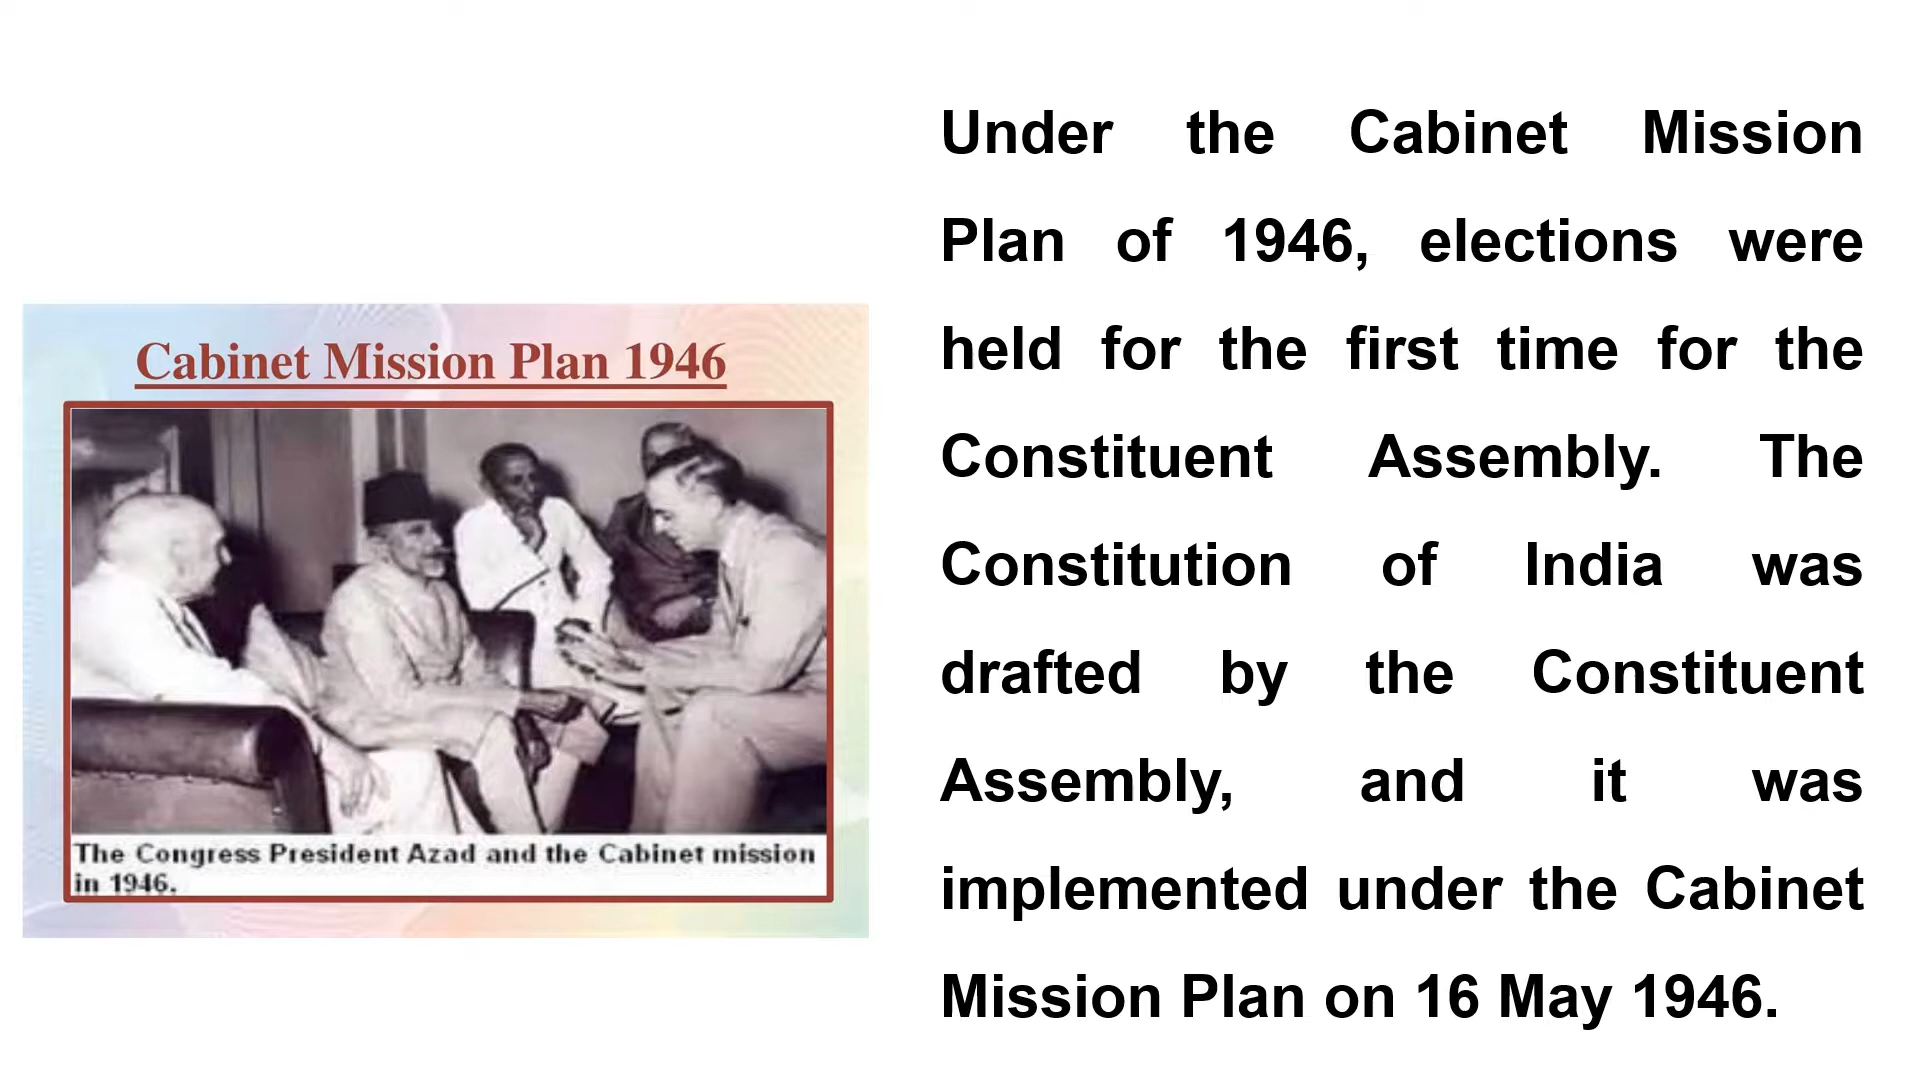 Cabinet Mission Plan 1946
The Congress President Azad and the Cabinet mission
in 1946.
Under the Cabinet Mission
Plan of 1946, elections were
held for the first time for the
Constituent Assembly. The
Constitution of India was
drafted by the Constituent
Assembly, and it was
implemented under the Cabinet
Mission Plan on 16 May 1946.